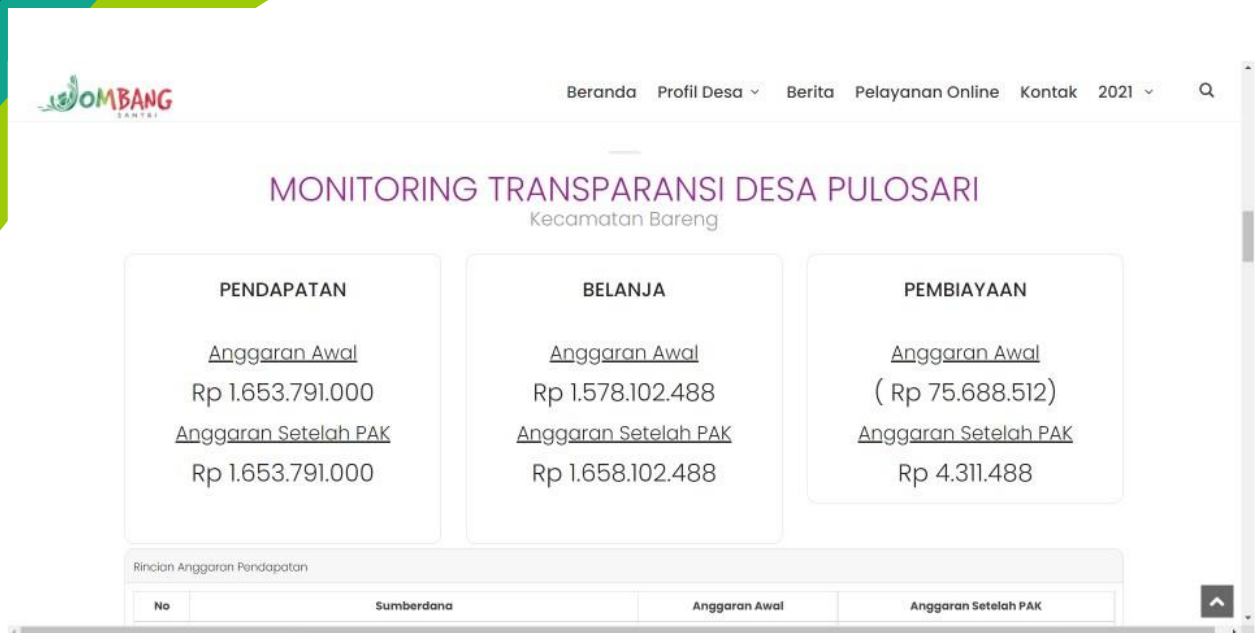 JOMBANG
SANTRI
Beranda Profil Desa Berita Pelayanan Online Kontak 2021
MONITORING TRANSPARANSI DESA PULOSARI
Kecamatan Bareng
PENDAPATAN
Anggaran Awal
Rp 1.653.791.000
Anggaran Setelah PAK
Rp 1.653.791.000
BELANJA
Anggaran Awal
Rp 1.578.102.488
Anggaran Setelah PAK
Rp 1.658.102.488
PEMBIAYAAN
Anggaran Awal
( Rp 75.688.512)
Anggaran Setelah PAK
Rp 4.311.488
Rincian Anggaran Pendapatan
No Sumberdana Anggaran Awal Anggaran Setelah PAK